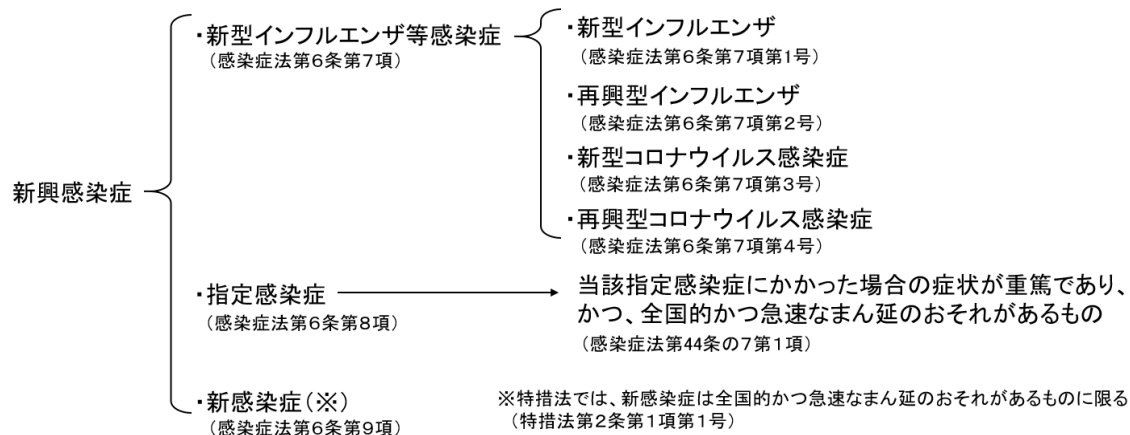 新興感染症
・新型インフルエンザ等感染症
（感染症法第6条第7項）
・新型インフルエンザ
（感染症法第6条第7項第1号）
・再興型インフルエンザ
（感染症法第6条第7項第2号）
・新型コロナウイルス感染症
（感染症法第6条第7項第3号）
・再興型コロナウイルス感染症
（感染症法第6条第7項第4号）
・指定感染症
（感染症法第6条第8項）
当該指定感染症にかかった場合の症状が重篤であり、
かつ、全国的かつ急速なまん延のおそれがあるもの
（感染症法第44条の7第1項）
・新感染症（※）
（感染症法第6条第9項）
※特措法では、新感染症は全国的かつ急速なまん延のおそれがあるものに限る
（特措法第2条第1項第1号）